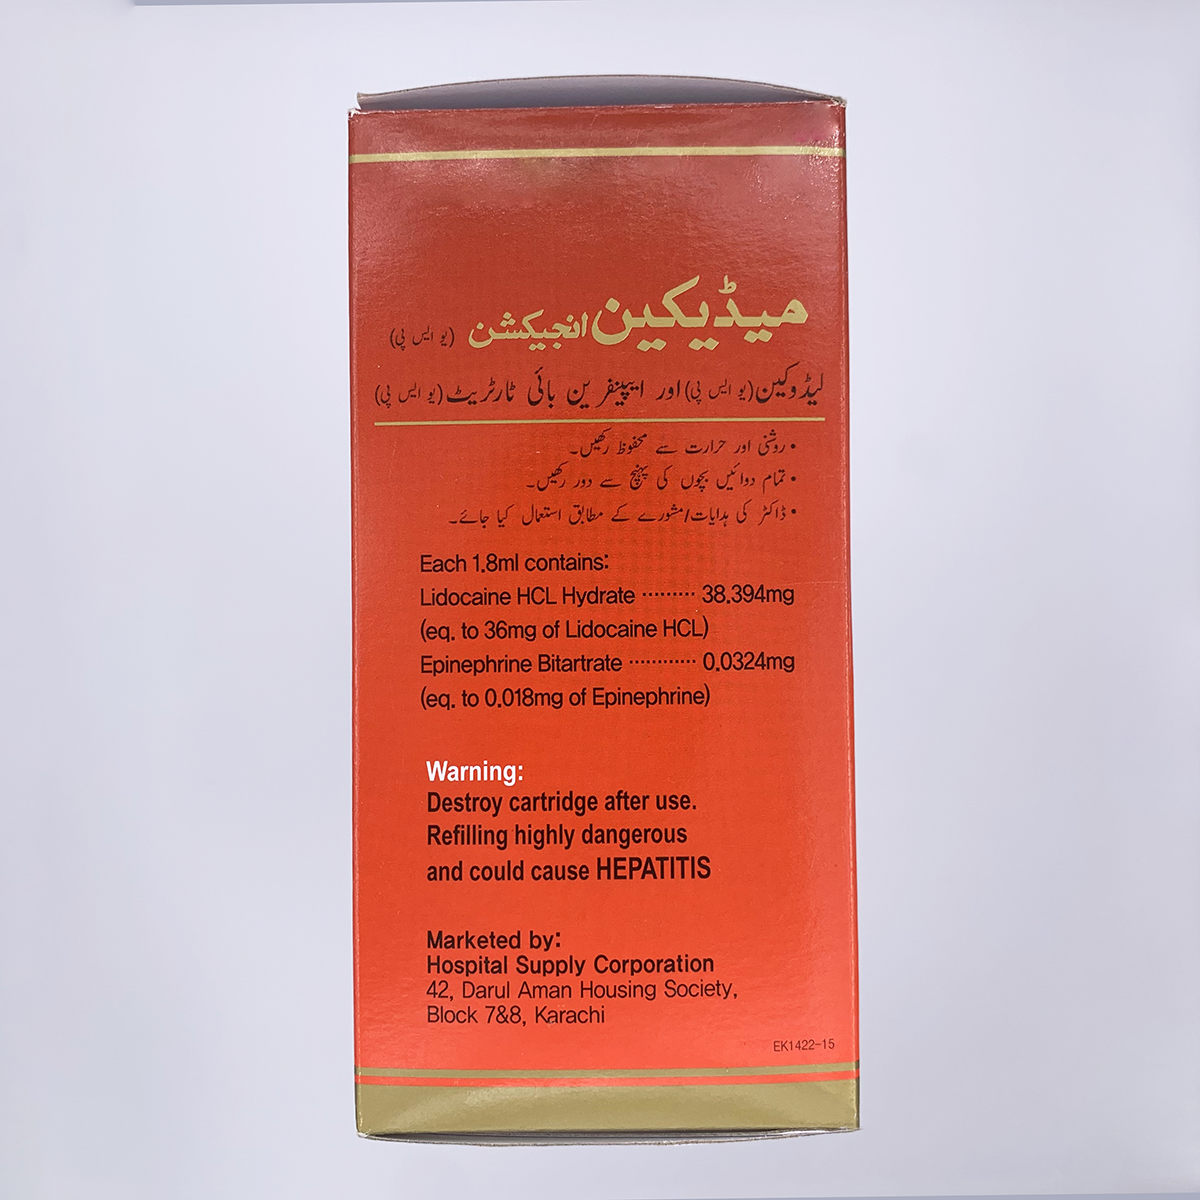 میڈیکین انجیکشن (یو ایس پی)
لیڈوکین (یو ایس پی) اور ایپینفرین بائی ٹارٹریٹ (یو ایس پی)
• روشنی اور حرارت سے محفوظ رکھیں۔
• تمام دوائیں بچوں کی پہنچ سے دور رکھیں۔
• ڈاکٹر کی ہدایات/مشورے کے مطابق استعمال کیا جائے۔
Each 1.8ml contains:
Lidocaine HCL Hydrate ········· 38.394mg
(eq. to 36mg of Lidocaine HCL)
Epinephrine Bitartrate ············ 0.0324mg
(eq. to 0.018mg of Epinephrine)
Warning:
Destroy cartridge after use.
Refilling highly dangerous
and could cause HEPATITIS
Marketed by:
Hospital Supply Corporation
42, Darul Aman Housing Society,
Block 7&8, Karachi
EK1422-15